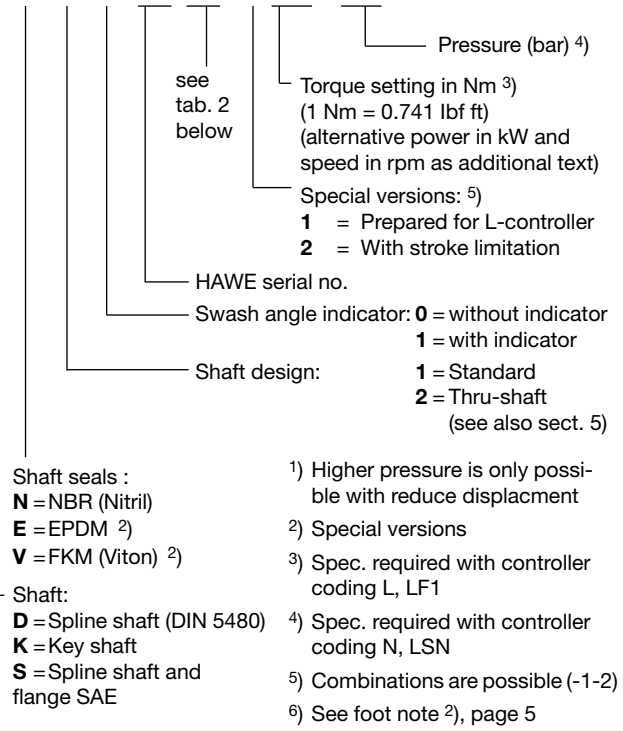 Pressure (bar) 4)
see
tab. 2
below
Torque setting in Nm 3)
(1 Nm = 0.741 lbf ft)
(alternative power in kW and
speed in rpm as additional text)
Special versions: 5)
1 = Prepared for L-controller
2 = With stroke limitation
HAWE serial no.
Swash angle indicator: 0 = without indicator
1 = with indicator
Shaft design: 1 = Standard
2 = Thru-shaft
(see also sect. 5)
Shaft seals :
N = NBR (Nitril)
E = EPDM 2)
V = FKM (Viton) 2)
Shaft:
D = Spline shaft (DIN 5480)
K = Key shaft
S = Spline shaft and
flange SAE
1) Higher pressure is only possi-
ble with reduce displacment
2) Special versions
3) Spec. required with controller
coding L, LF1
4) Spec. required with controller
coding N, LSN
5) Combinations are possible (-1-2)
6) See foot note 2), page 5